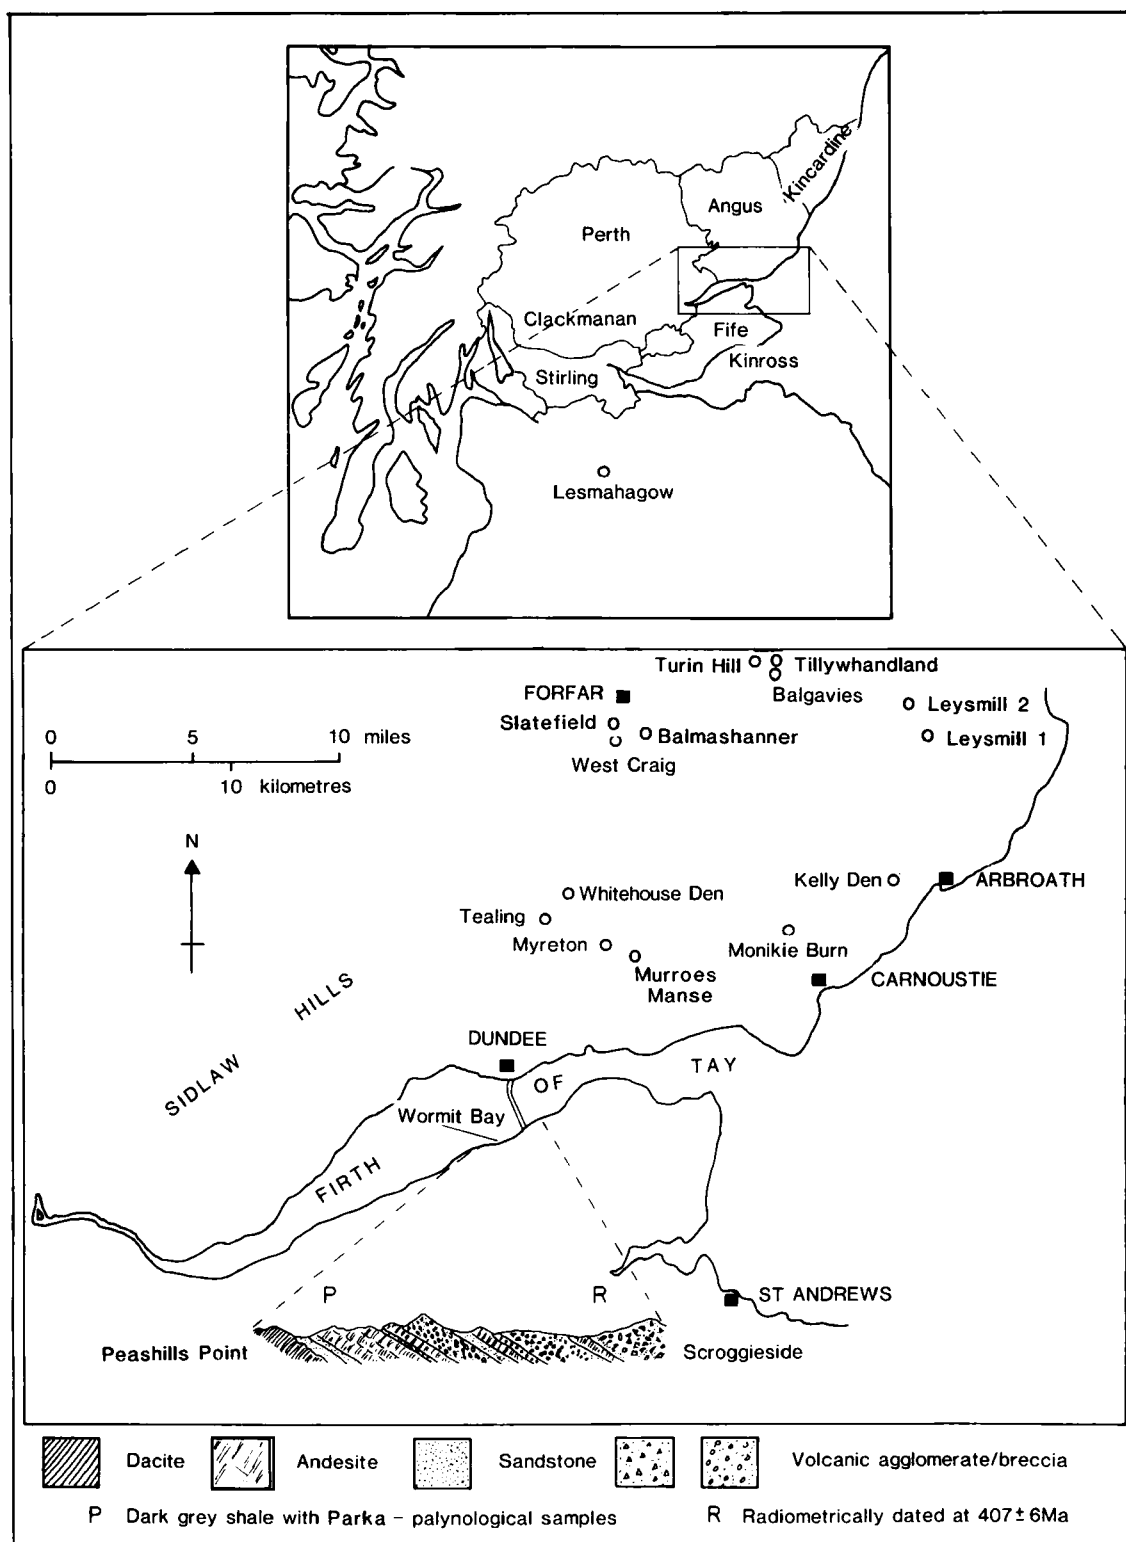 Kincardine
Angus
Perth
Clackmanan
Fife
Kinross
Stirling
Lesmahagow
Turin Hill Tillywhandland
Balgavies
FORFAR
Leysmill 2
Slatefield
Balmashanner
Leysmill 1
West Craig
0 5 10 miles
0 10 kilometres
N
Kelly Den
ARBROATH
Whitehouse Den
Tealing
Myreton
Monikie Burn
Murroes
Manse
CARNOUSTIE
SIDLAW HILLS
DUNDEE
FIRTH OF TAY
Wormit Bay
ST ANDREWS
P R
Peashills Point
Scroggieside
Dacite Andesite Sandstone Volcanic agglomerate/breccia
P Dark grey shale with Parka – palynological samples R Radiometrically dated at 407±6Ma